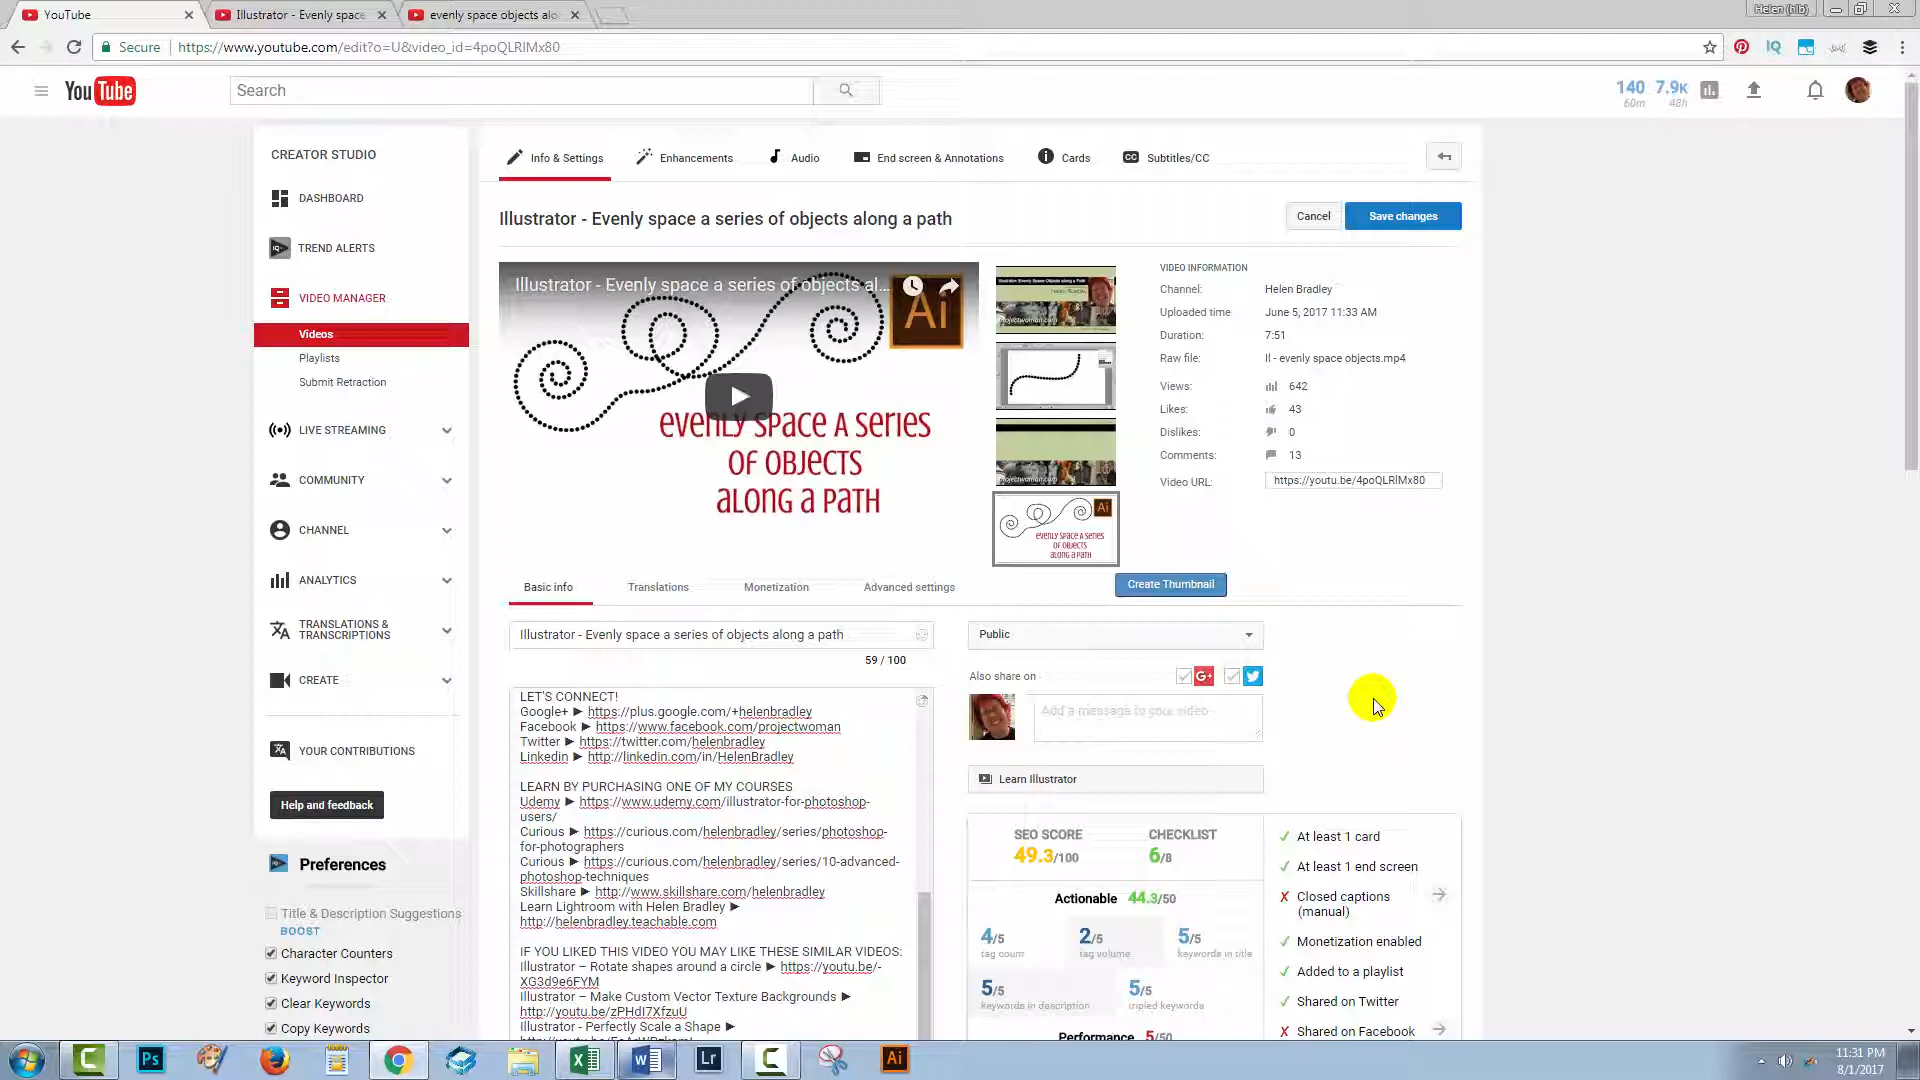 YouTube
Illustrator - Evenly space
evenly space objects alo
Helen (hlb)
Secure
https://www.youtube.com/edit?o=U&video_id=4poQLRlMx80
YouTube
Search
140
60m
7.9K
48h
CREATOR STUDIO
DASHBOARD
TREND ALERTS
VIDEO MANAGER
Videos
Playlists
Submit Retraction
LIVE STREAMING
COMMUNITY
CHANNEL
ANALYTICS
TRANSLATIONS &
TRANSCRIPTIONS
CREATE
YOUR CONTRIBUTIONS
Help and feedback
Preferences
Title & Description Suggestions
BOOST
Character Counters
Keyword Inspector
Clear Keywords
Copy Keywords
Info & Settings
Enhancements
Audio
End screen & Annotations
Cards
CC Subtitles/CC
Illustrator - Evenly space a series of objects along a path
Cancel
Save changes
Illustrator - Evenly space a series of objects al...
Ai
evenly space a series
of objects
along a path
VIDEO INFORMATION
Channel: Helen Bradley
Uploaded time June 5, 2017 11:33 AM
Duration: 7:51
Raw file: Il - evenly space objects.mp4
Views: 642
Likes: 43
Dislikes: 0
Comments: 13
Video URL: https://youtu.be/4poQLRlMx80
Ai
evenly space a series
of objects
along a path
Create Thumbnail
Basic info
Translations
Monetization
Advanced settings
Illustrator - Evenly space a series of objects along a path
59 / 100
LET'S CONNECT!
Google+ ► https://plus.google.com/+helenbradley
Facebook ► https://www.facebook.com/projectwoman
Twitter ► https://twitter.com/helenbradley
Linkedin ► http://linkedin.com/in/HelenBradley
LEARN BY PURCHASING ONE OF MY COURSES
Udemy ► https://www.udemy.com/illustrator-for-photoshop-
users/
Curious ► https://curious.com/helenbradley/series/photoshop-
for-photographers
Curious ► https://curious.com/helenbradley/series/10-advanced-
photoshop-techniques
Skillshare ► http://www.skillshare.com/helenbradley
Learn Lightroom with Helen Bradley ►
http://helenbradley.teachable.com
IF YOU LIKED THIS VIDEO YOU MAY LIKE THESE SIMILAR VIDEOS:
Illustrator – Rotate shapes around a circle ► https://youtu.be/-
XG3d9e6FYM
Illustrator – Make Custom Vector Texture Backgrounds ►
http://youtu.be/zPHdI7XfzuU
Illustrator - Perfectly Scale a Shape ►
Public
Also share on
G+
Add a message to your video
Learn Illustrator
SEO SCORE
49.3/100
CHECKLIST
6/8
Actionable 44.3/50
4/5
tag count
2/5
tag volume
5/5
keywords in title
5/5
keywords in description
5/5
tripled keywords
Performance 5/50
At least 1 card
At least 1 end screen
Closed captions
(manual)
Monetization enabled
Added to a playlist
Shared on Twitter
Shared on Facebook
Ps
Lr
Ai
11:31 PM
8/1/2017